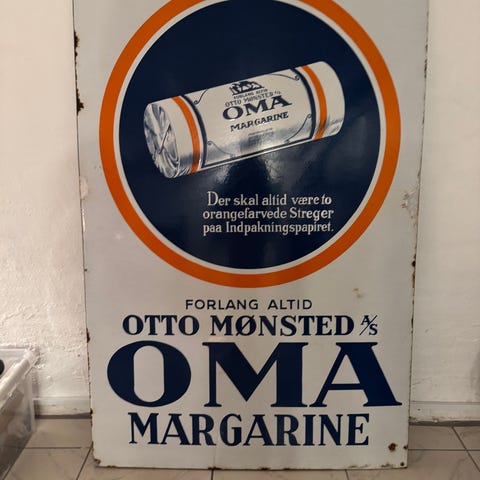 FORLANG ALTID
OTTO MØNSTED A/S
OMA
MARGARINE
Der skal altid være to
orangefarvede Streger
paa Indpakningspapiret.
FORLANG ALTID
OTTO MØNSTED A/S
OMA
MARGARINE